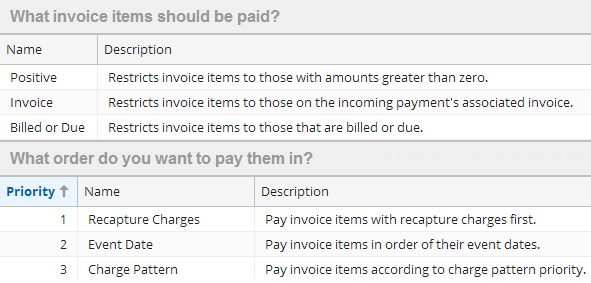 What invoice items should be paid?
Name Description
Positive Restricts invoice items to those with amounts greater than zero.
Invoice Restricts invoice items to those on the incoming payment's associated invoice.
Billed or Due Restricts invoice items to those that are billed or due.
What order do you want to pay them in?
Priority ↑ Name Description
1 Recapture Charges Pay invoice items with recapture charges first.
2 Event Date Pay invoice items in order of their event dates.
3 Charge Pattern Pay invoice items according to charge pattern priority.